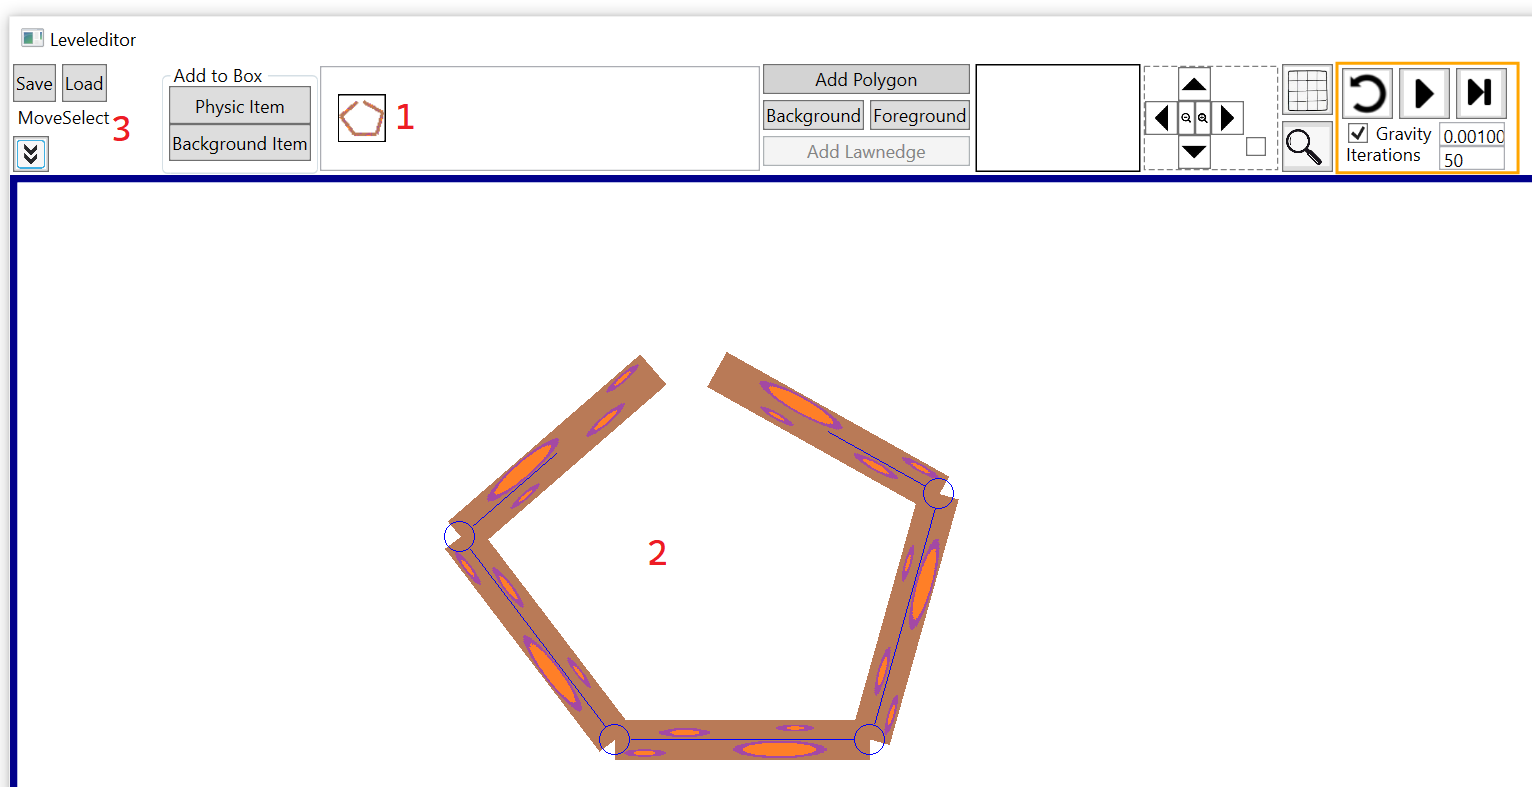 Leveleditor
Save
Load
MoveSelect
3
Add to Box
Physic Item
Background Item
1
Add Polygon
Background
Foreground
Add Lawnedge
Gravity
0.00100
Iterations
50
2